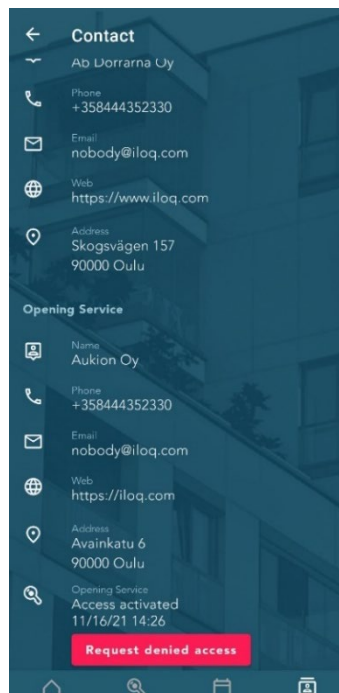 Contact
Ab Dorrarna Oy
Phone
+358444352330
Email
nobody@iloq.com
Web
https://www.iloq.com
Address
Skogsvägen 157
90000 Oulu
Opening Service
Name
Aukion Oy
Phone
+358444352330
Email
nobody@iloq.com
Web
https://iloq.com
Address
Avainkatu 6
90000 Oulu
Opening Service
Access activated
11/16/21 14:26
Request denied access